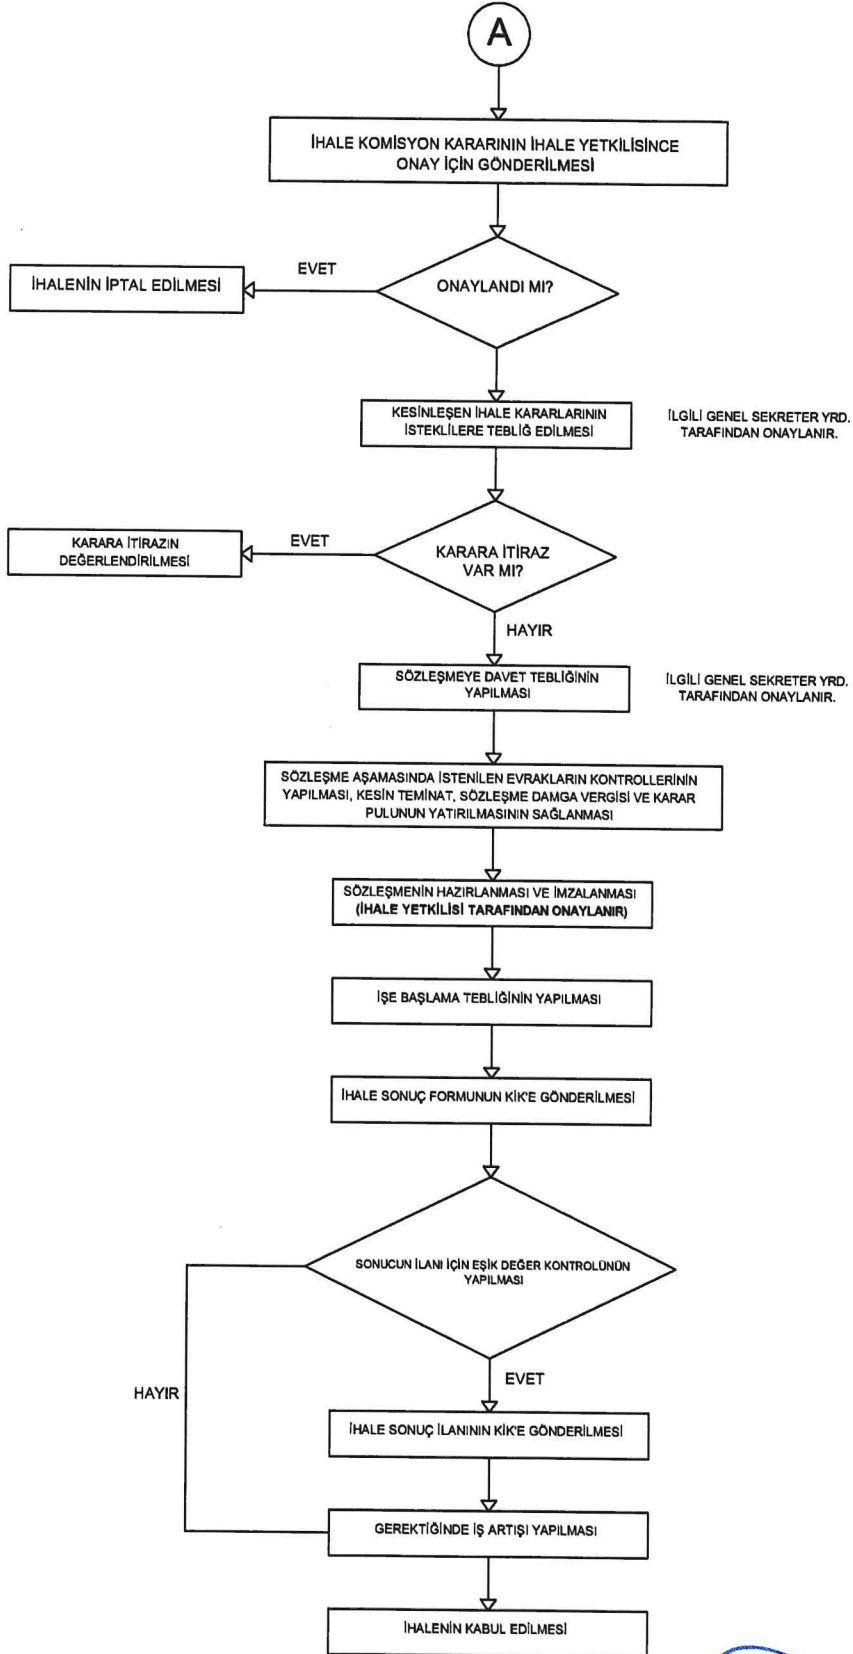 A
İHALE KOMİSYON KARARININ İHALE YETKİLİSİNCE
ONAY İÇİN GÖNDERİLMESİ
EVET
İHALENİN İPTAL EDİLMESİ
ONAYLANDI MI?
KESİNLEŞEN İHALE KARARLARININ
İSTEKLİLERE TEBLİĞ EDİLMESİ
İLGİLİ GENEL SEKRETER YRD.
TARAFINDAN ONAYLANIR.
KARARA İTİRAZIN
DEĞERLENDİRİLMESİ
EVET
KARARA İTİRAZ
VAR MI?
HAYIR
SÖZLEŞMEYE DAVET TEBLİĞİNİN
YAPILMASI
İLGİLİ GENEL SEKRETER YRD.
TARAFINDAN ONAYLANIR.
SÖZLEŞME AŞAMASINDA İSTENİLEN EVRAKLARIN KONTROLLERİNİN
YAPILMASI, KESİN TEMİNAT, SÖZLEŞME DAMGA VERGİSİ VE KARAR
PULUNUN YATIRILMASININ SAĞLANMASI
SÖZLEŞMENİN HAZIRLANMASI VE İMZALANMASI
(İHALE YETKİLİSİ TARAFINDAN ONAYLANIR)
İŞE BAŞLAMA TEBLİĞİNİN YAPILMASI
İHALE SONUÇ FORMUNUN KİK'E GÖNDERİLMESİ
SONUCUN İLANI İÇİN EŞİK DEĞER KONTROLÜNÜN
YAPILMASI
EVET
HAYIR
İHALE SONUÇ İLANININ KİK'E GÖNDERİLMESİ
GEREKTİĞİNDE İŞ ARTIŞI YAPILMASI
İHALENİN KABUL EDİLMESİ